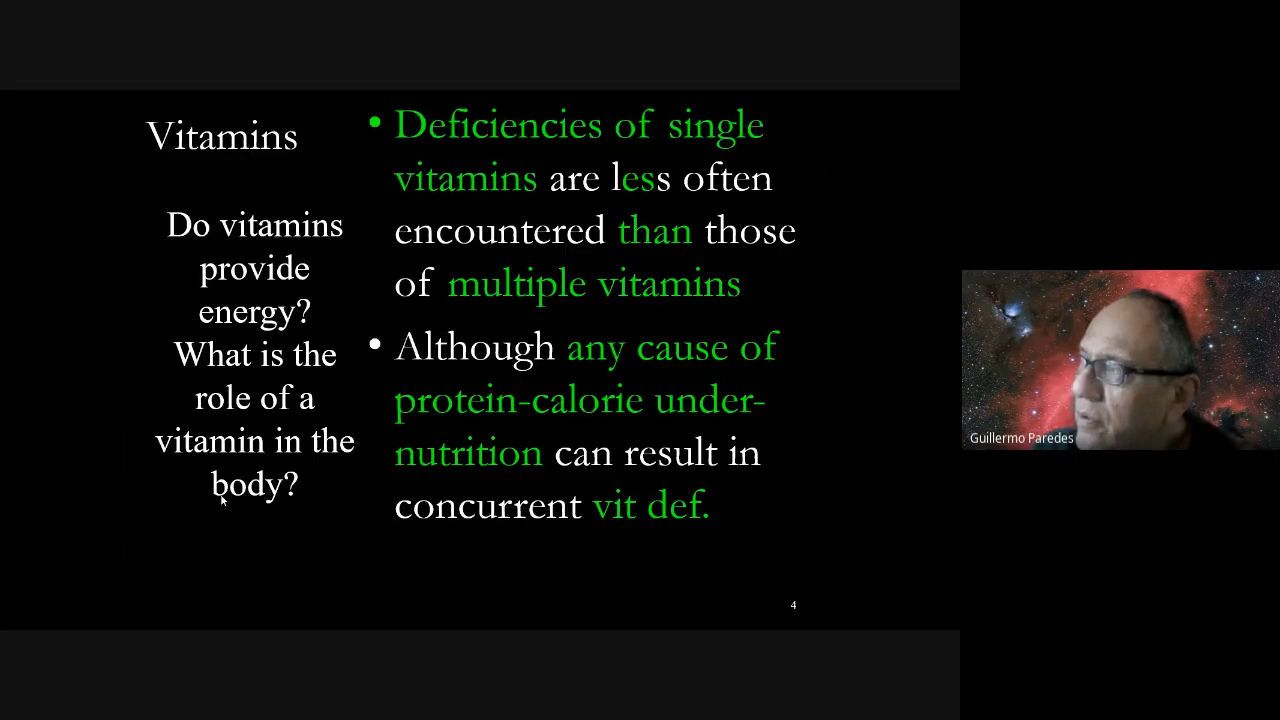 Vitamins
Do vitamins
provide
energy?
What is the
role of a
vitamin in the
body?
• Deficiencies of single
vitamins are less often
encountered than those
of multiple vitamins
• Although any cause of
protein-calorie under-
nutrition can result in
concurrent vit def.
4
Guillermo Paredes